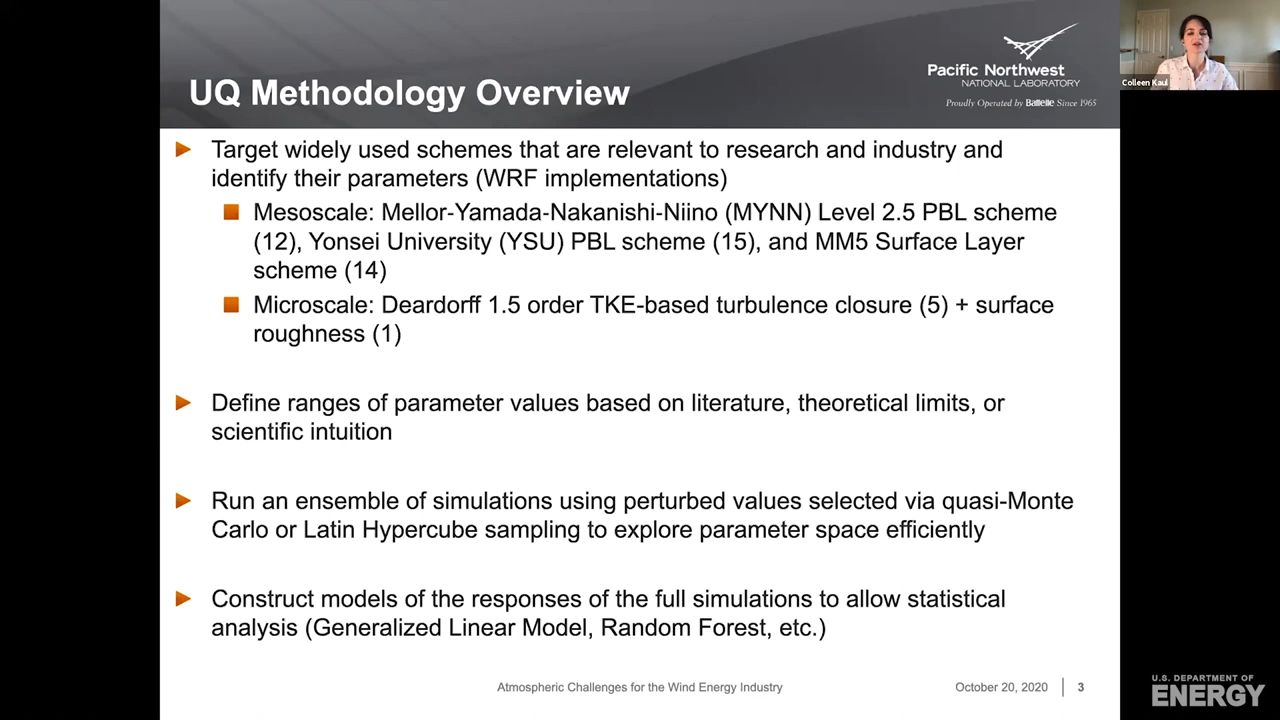 Pacific Northwest
NATIONAL LABORATORY
Proudly Operated by Battelle Since 1965
Colleen Kaul
UQ Methodology Overview
Target widely used schemes that are relevant to research and industry and
identify their parameters (WRF implementations)
Mesoscale: Mellor-Yamada-Nakanishi-Niino (MYNN) Level 2.5 PBL scheme
(12), Yonsei University (YSU) PBL scheme (15), and MM5 Surface Layer
scheme (14)
Microscale: Deardorff 1.5 order TKE-based turbulence closure (5) + surface
roughness (1)
Define ranges of parameter values based on literature, theoretical limits, or
scientific intuition
Run an ensemble of simulations using perturbed values selected via quasi-Monte
Carlo or Latin Hypercube sampling to explore parameter space efficiently
Construct models of the responses of the full simulations to allow statistical
analysis (Generalized Linear Model, Random Forest, etc.)
Atmospheric Challenges for the Wind Energy Industry
October 20, 2020
3
U.S. DEPARTMENT OF
ENERGY